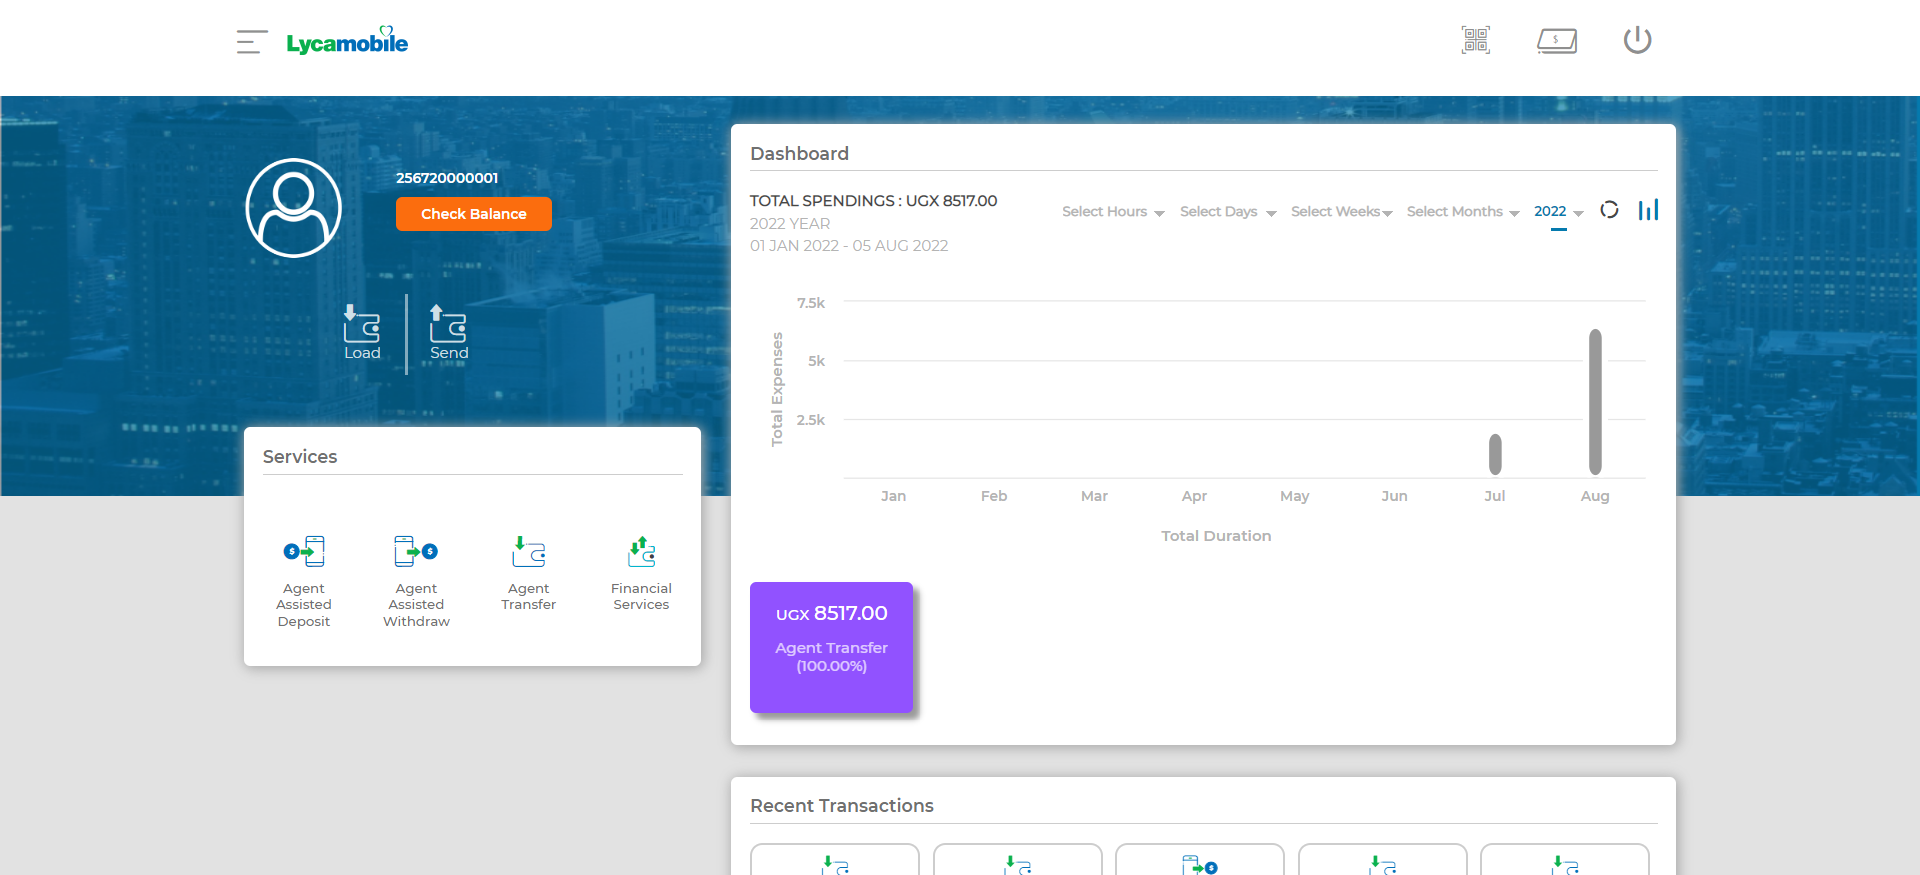 Lycamobile
256720000001
Check Balance
Load
Send
Services
Agent Assisted Deposit
Agent Assisted Withdraw
Agent Transfer
Financial Services
Dashboard
TOTAL SPENDINGS : UGX 8517.00
2022 YEAR
01 JAN 2022 - 05 AUG 2022
Select Hours
Select Days
Select Weeks
Select Months
2022
Total Expenses
7.5k
5k
2.5k
Jan
Feb
Mar
Apr
May
Jun
Jul
Aug
Total Duration
UGX 8517.00
Agent Transfer
(100.00%)
Recent Transactions